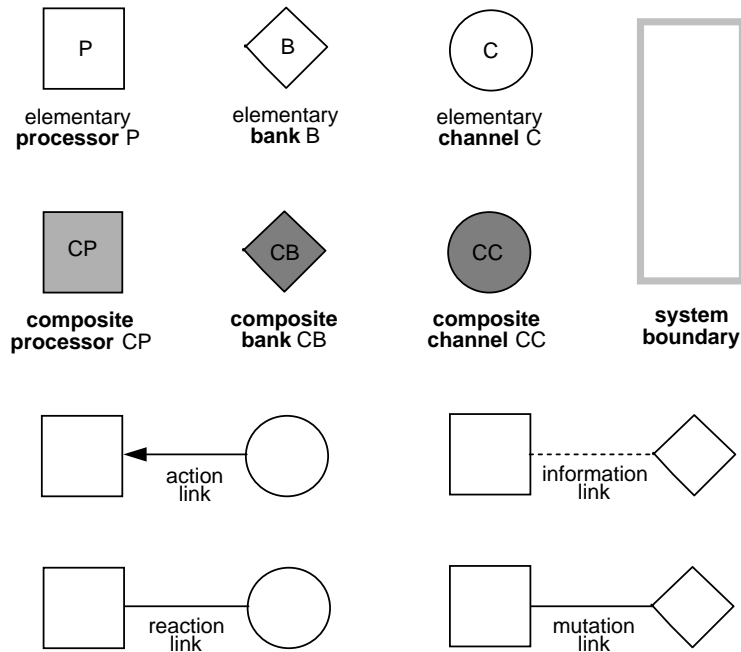 P
B
C
elementary
processor P
elementary
bank B
elementary
channel C
CP
CB
CC
composite
processor CP
composite
bank CB
composite
channel CC
system
boundary
action
link
information
link
reaction
link
mutation
link